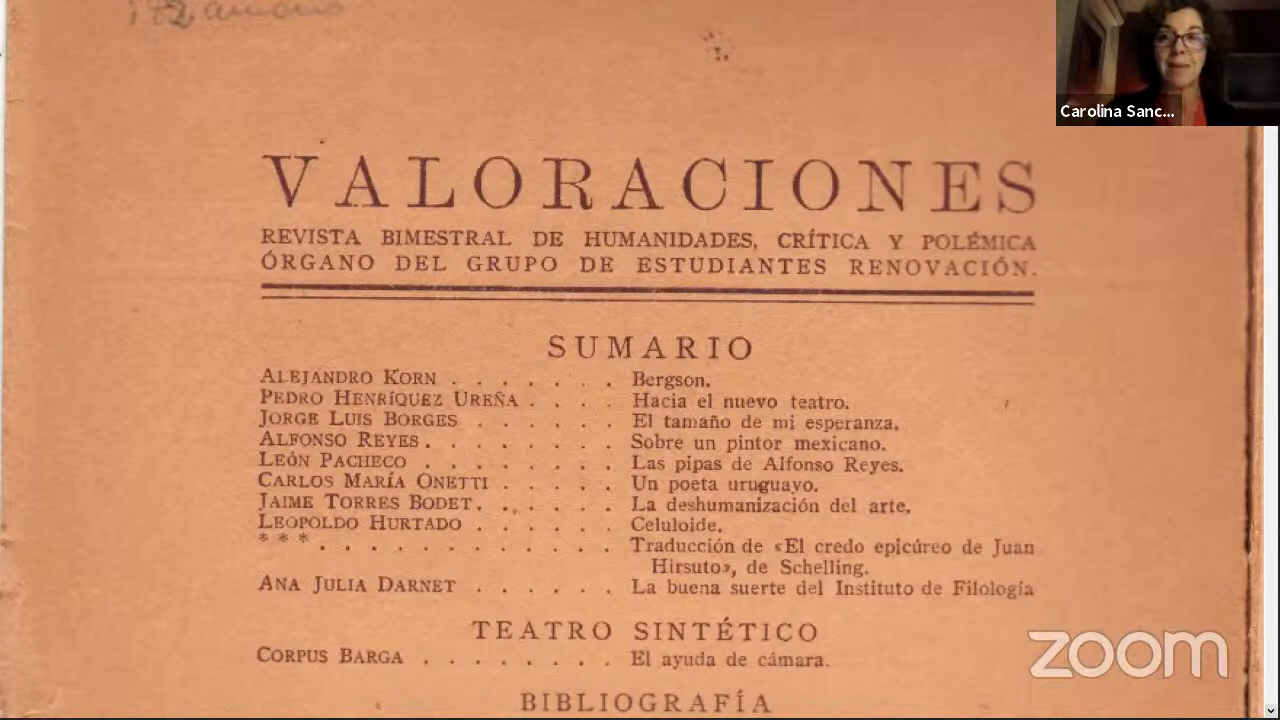 Carolina Sanc...
VALORACIONES
REVISTA BIMESTRAL DE HUMANIDADES, CRÍTICA Y POLÉMICA
ÓRGANO DEL GRUPO DE ESTUDIANTES RENOVACIÓN.
SUMARIO
ALEJANDRO KORN . . . . . . . Bergson.
PEDRO HENRÍQUEZ UREÑA . . . . Hacia el nuevo teatro.
JORGE LUIS BORGES . . . . . . El tamaño de mi esperanza.
ALFONSO REYES . . . . . . . . Sobre un pintor mexicano.
LEÓN PACHECO . . . . . . . . Las pipas de Alfonso Reyes.
CARLOS MARÍA ONETTI . . . . . Un poeta uruguayo.
JAIME TORRES BODET . . . . . . La deshumanización del arte.
LEOPOLDO HURTADO . . . . . . Celuloide.
* * * . . . . . . . . . . . . Traducción de «El credo epicúreo de Juan
Hirsuto», de Schelling.
ANA JULIA DARNET . . . . . . La buena suerte del Instituto de Filología
TEATRO SINTÉTICO
CORPUS BARGA . . . . . . . . El ayuda de cámara.
BIBLIOGRAFÍA
zoom